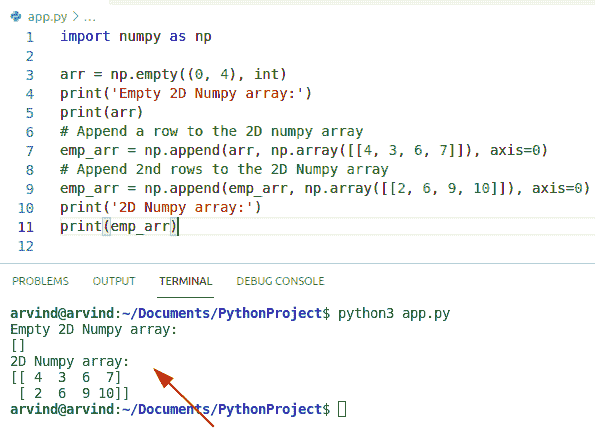 app.py > ...
1 import numpy as np
2
3 arr = np.empty((0, 4), int)
4 print('Empty 2D Numpy array:')
5 print(arr)
6 # Append a row to the 2D numpy array
7 emp_arr = np.append(arr, np.array([[4, 3, 6, 7]]), axis=0)
8 # Append 2nd rows to the 2D Numpy array
9 emp_arr = np.append(emp_arr, np.array([[2, 6, 9, 10]]), axis=0)
10 print('2D Numpy array:')
11 print(emp_arr)
12
PROBLEMS OUTPUT TERMINAL DEBUG CONSOLE
arvind@arvind:~/Documents/PythonProject$ python3 app.py
Empty 2D Numpy array:
[]
2D Numpy array:
[[ 4  3  6  7]
 [ 2  6  9 10]]
arvind@arvind:~/Documents/PythonProject$